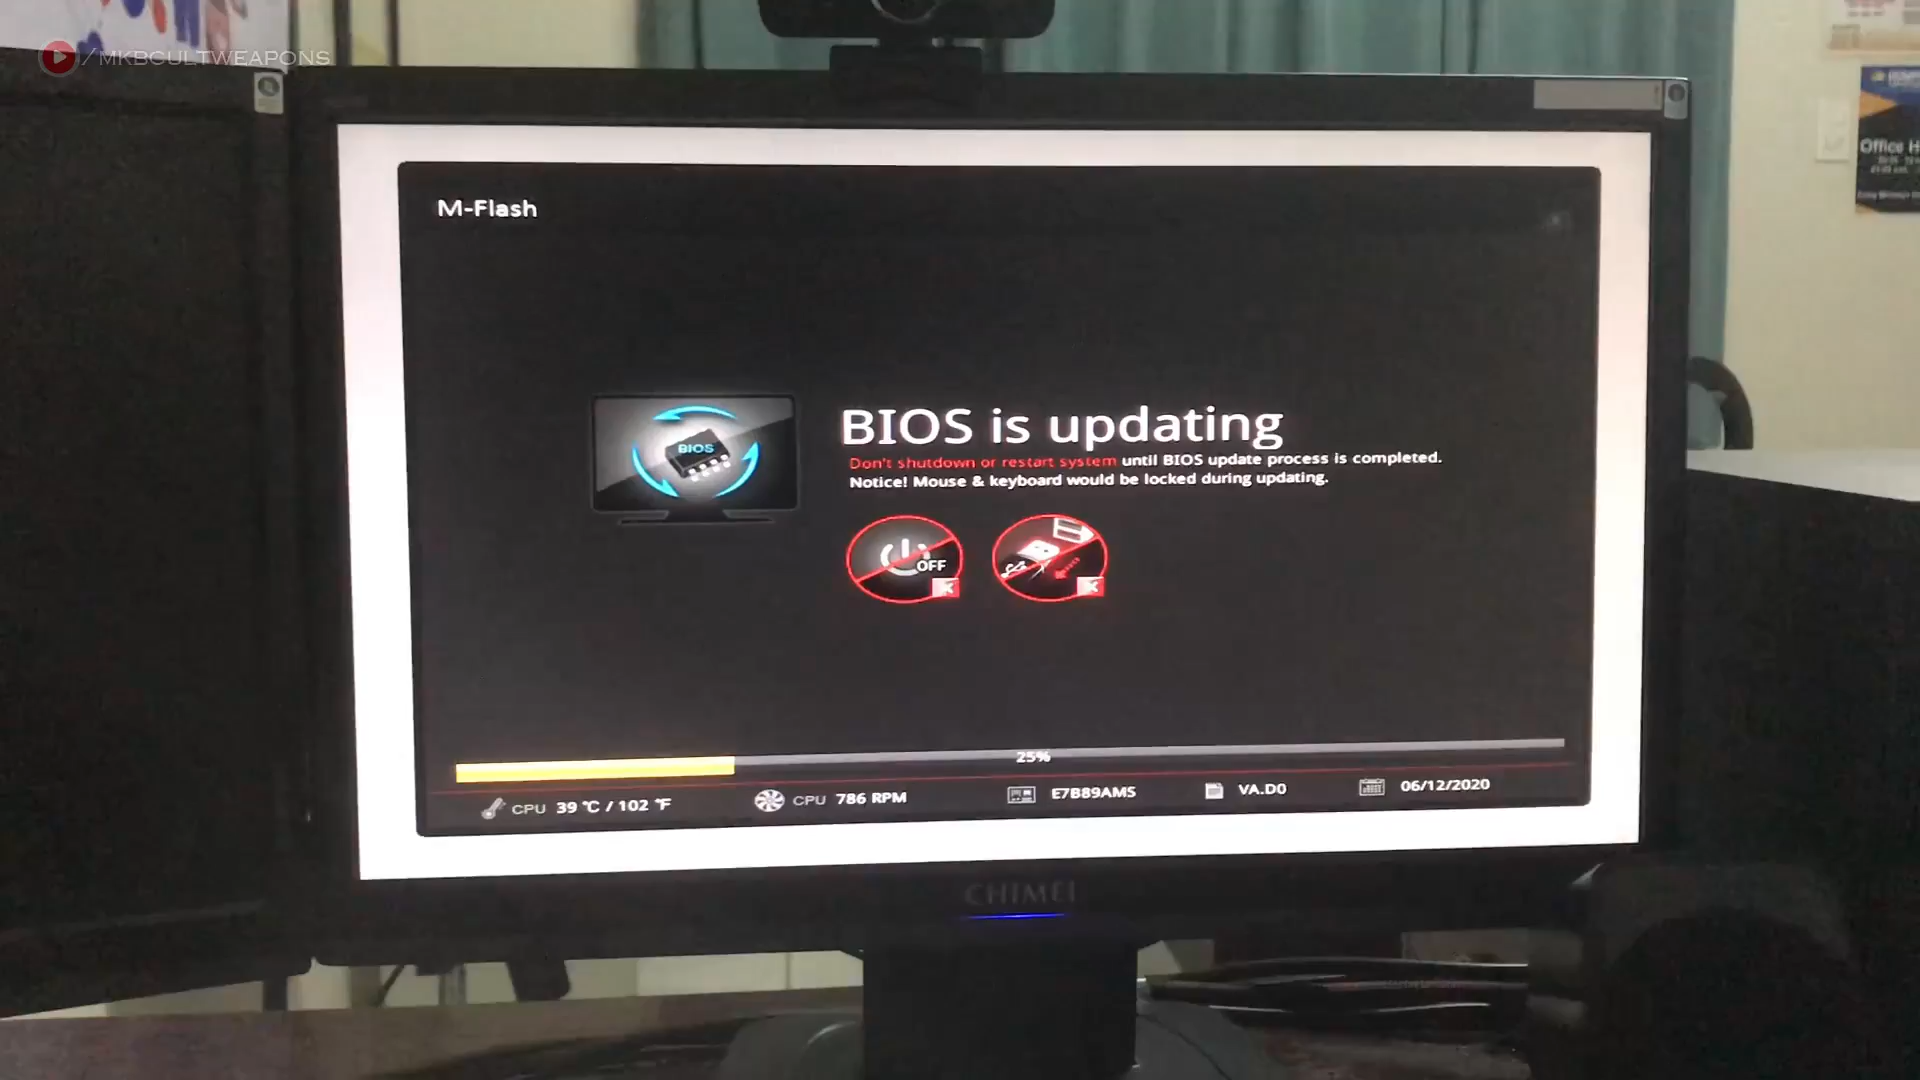 /MKBCULTWEAPONS
M-Flash
BIOS
BIOS is updating
Don't shutdown or restart system until BIOS update process is completed.
Notice! Mouse & keyboard would be locked during updating.
OFF
25%
CPU 39 °C / 102 °F
CPU 786 RPM
E7B89AMS
VA.D0
06/12/2020
CHIMEI
Office